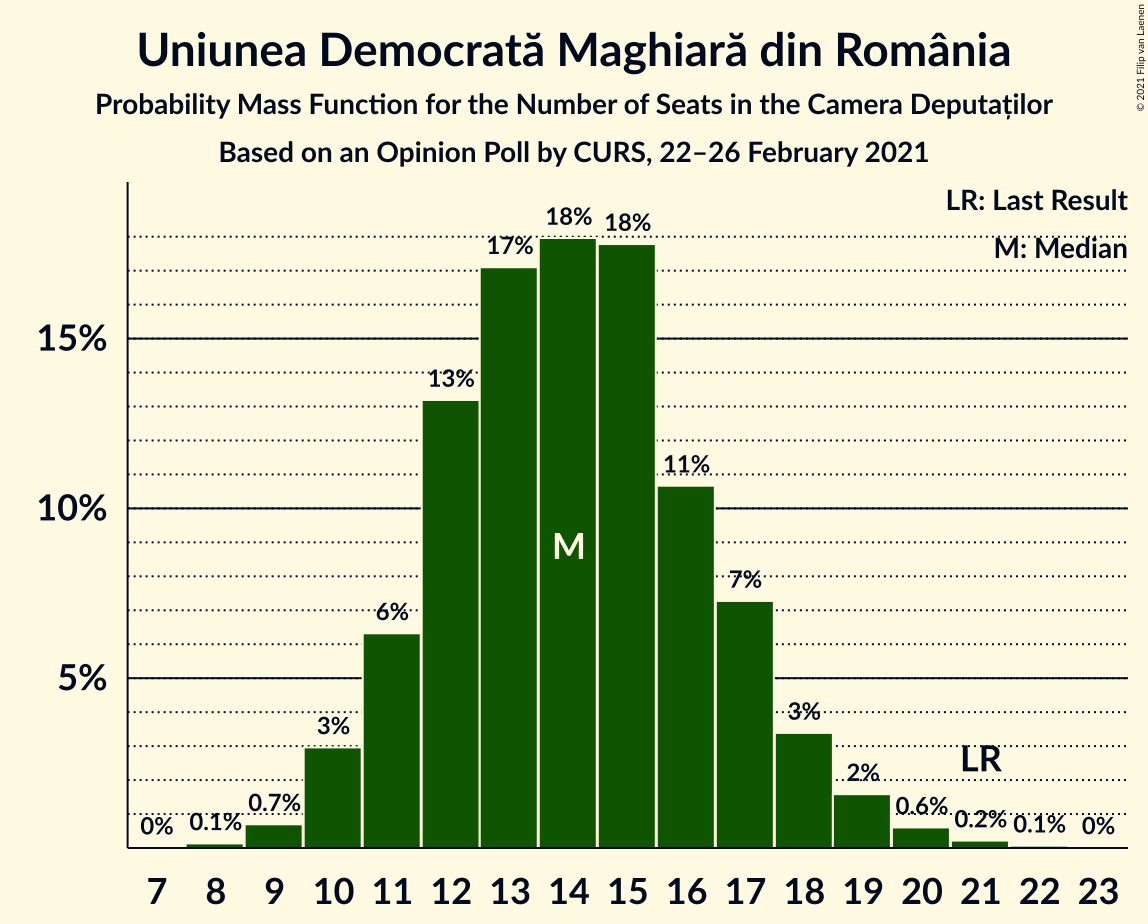 Uniunea Democrată Maghiară din România
Probability Mass Function for the Number of Seats in the Camera Deputaților
Based on an Opinion Poll by CURS, 22–26 February 2021
© 2021 Filip van Laenen
LR: Last Result
M: Median
15%
10%
5%
0%
0.1%
0.7%
3%
6%
13%
17%
18%
18%
11%
7%
3%
2%
0.6%
0.2%
0.1%
0%
M
LR
7 8 9 10 11 12 13 14 15 16 17 18 19 20 21 22 23